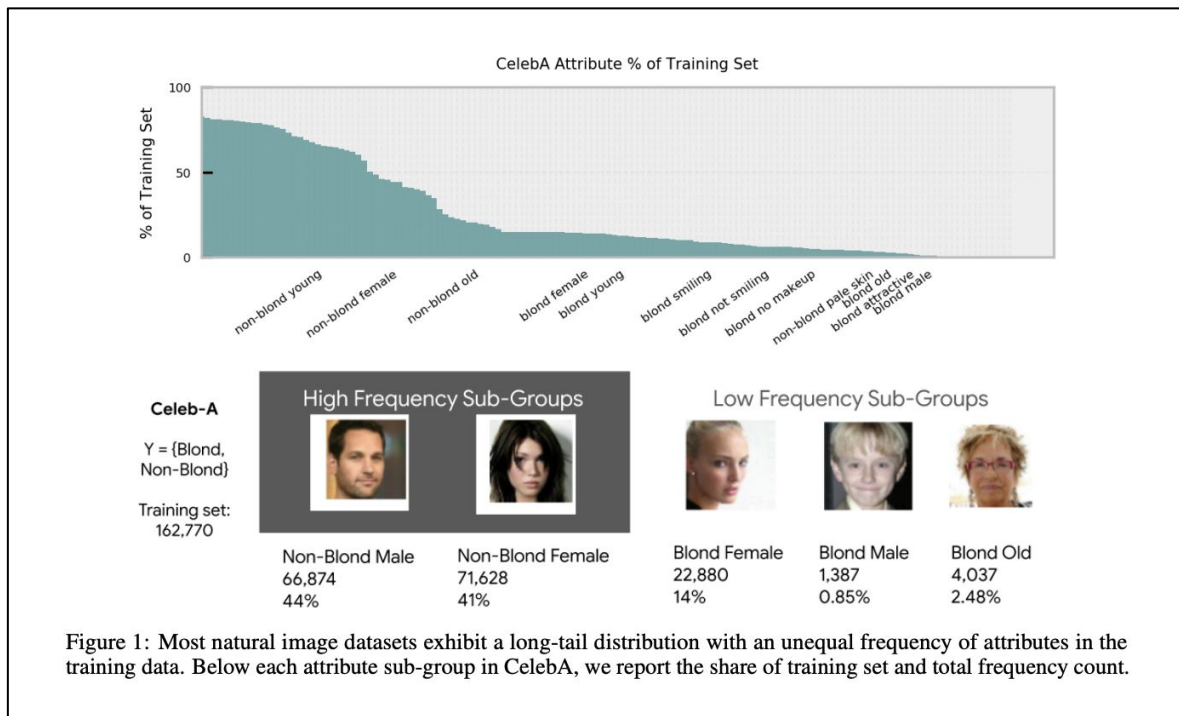 CelebA Attribute % of Training Set
% of Training Set
100
50
0
non-blond young
non-blond female
non-blond old
blond female
blond young
blond smiling
blond not smiling
blond no makeup
non-blond pale skin
blond old
blond attractive
blond male
Celeb-A
Y = {Blond,
Non-Blond}
Training set:
162,770
High Frequency Sub-Groups
Low Frequency Sub-Groups
Non-Blond Male
66,874
44%
Non-Blond Female
71,628
41%
Blond Female
22,880
14%
Blond Male
1,387
0.85%
Blond Old
4,037
2.48%
Figure 1: Most natural image datasets exhibit a long-tail distribution with an unequal frequency of attributes in the
training data. Below each attribute sub-group in CelebA, we report the share of training set and total frequency count.